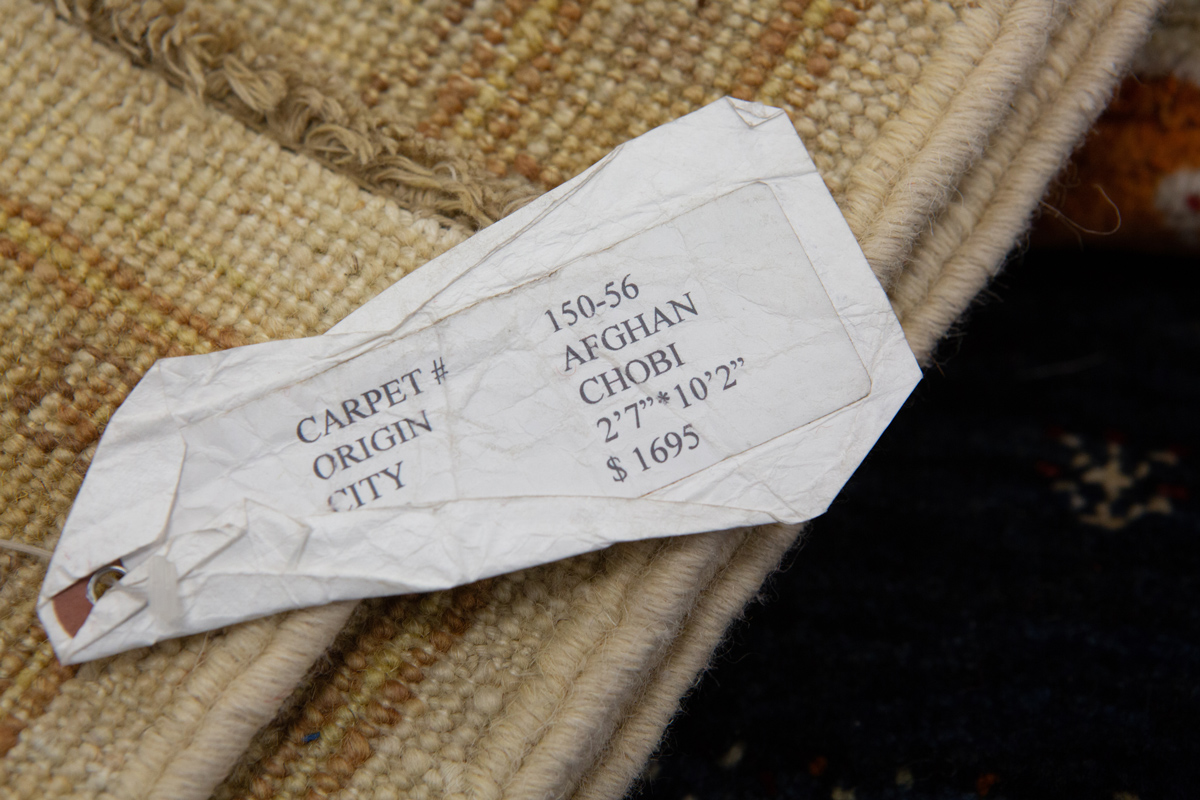 CARPET # 150-56
ORIGIN AFGHAN
CITY CHOBI
2'7”*10’2”
$ 1695